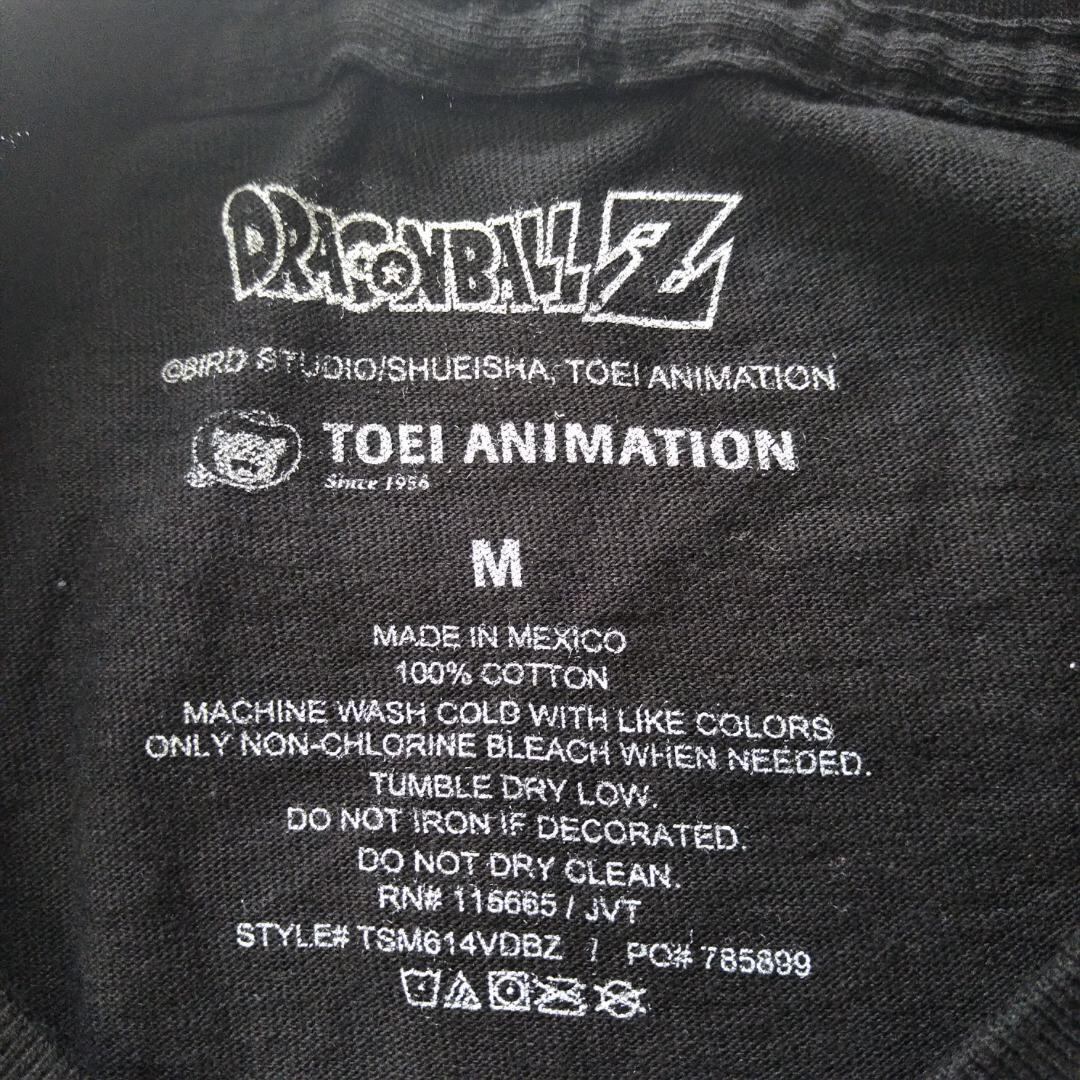 DRAGONBALL Z
©BIRD STUDIO/SHUEISHA, TOEI ANIMATION
TOEI ANIMATION
Since 1956
M
MADE IN MEXICO
100% COTTON
MACHINE WASH COLD WITH LIKE COLORS
ONLY NON-CHLORINE BLEACH WHEN NEEDED.
TUMBLE DRY LOW.
DO NOT IRON IF DECORATED.
DO NOT DRY CLEAN.
RN# 116665 / JVT
STYLE# TSM614VDBZ / PO# 785899